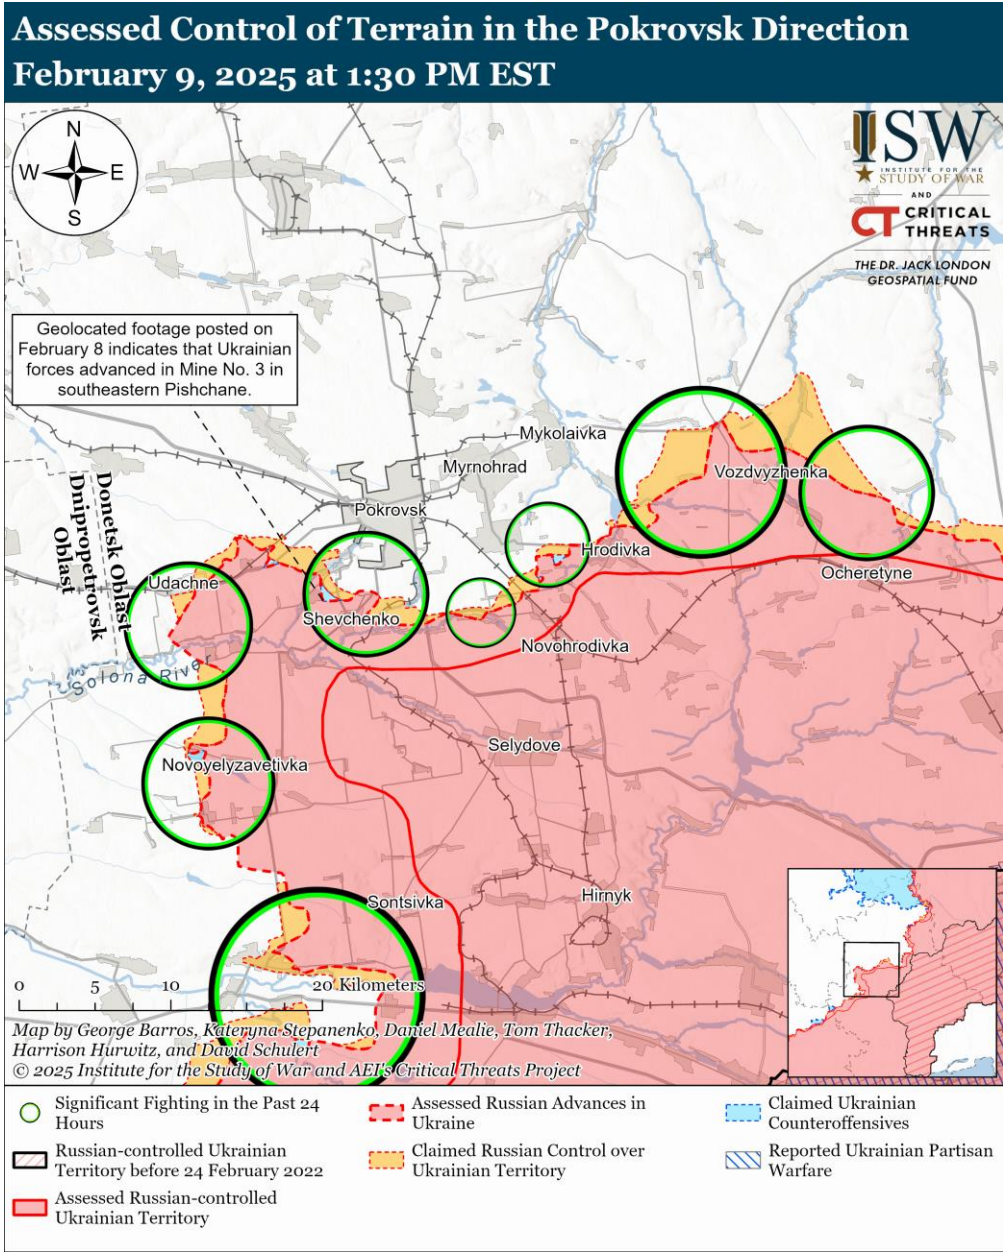 Assessed Control of Terrain in the Pokrovsk Direction
February 9, 2025 at 1:30 PM EST
N
W
E
S
ISW
INSTITUTE FOR THE
STUDY OF WAR
AND
CT CRITICAL
THREATS
THE DR. JACK LONDON
GEOSPATIAL FUND
Geolocated footage posted on
February 8 indicates that Ukrainian
forces advanced in Mine No. 3 in
southeastern Pishchane.
Mykolaivka
Myrnohrad
Vozdvyzhenka
Pokrovsk
Donetsk Oblast
Dnipropetrovsk
Oblast
Hrodivka
Udachne
Ocheretyne
Shevchenko
Novohrodivka
Solona River
Selydove
Novoyelyzavetivka
Sontsivka
Hirnyk
0 5 10 20 Kilometers
Map by George Barros, Kateryna Stepanenko, Daniel Mealie, Tom Thacker,
Harrison Hurwitz, and David Schulert
© 2025 Institute for the Study of War and AEI's Critical Threats Project
Significant Fighting in the Past 24
Hours
Russian-controlled Ukrainian
Territory before 24 February 2022
Assessed Russian-controlled
Ukrainian Territory
Assessed Russian Advances in
Ukraine
Claimed Russian Control over
Ukrainian Territory
Claimed Ukrainian
Counteroffensives
Reported Ukrainian Partisan
Warfare